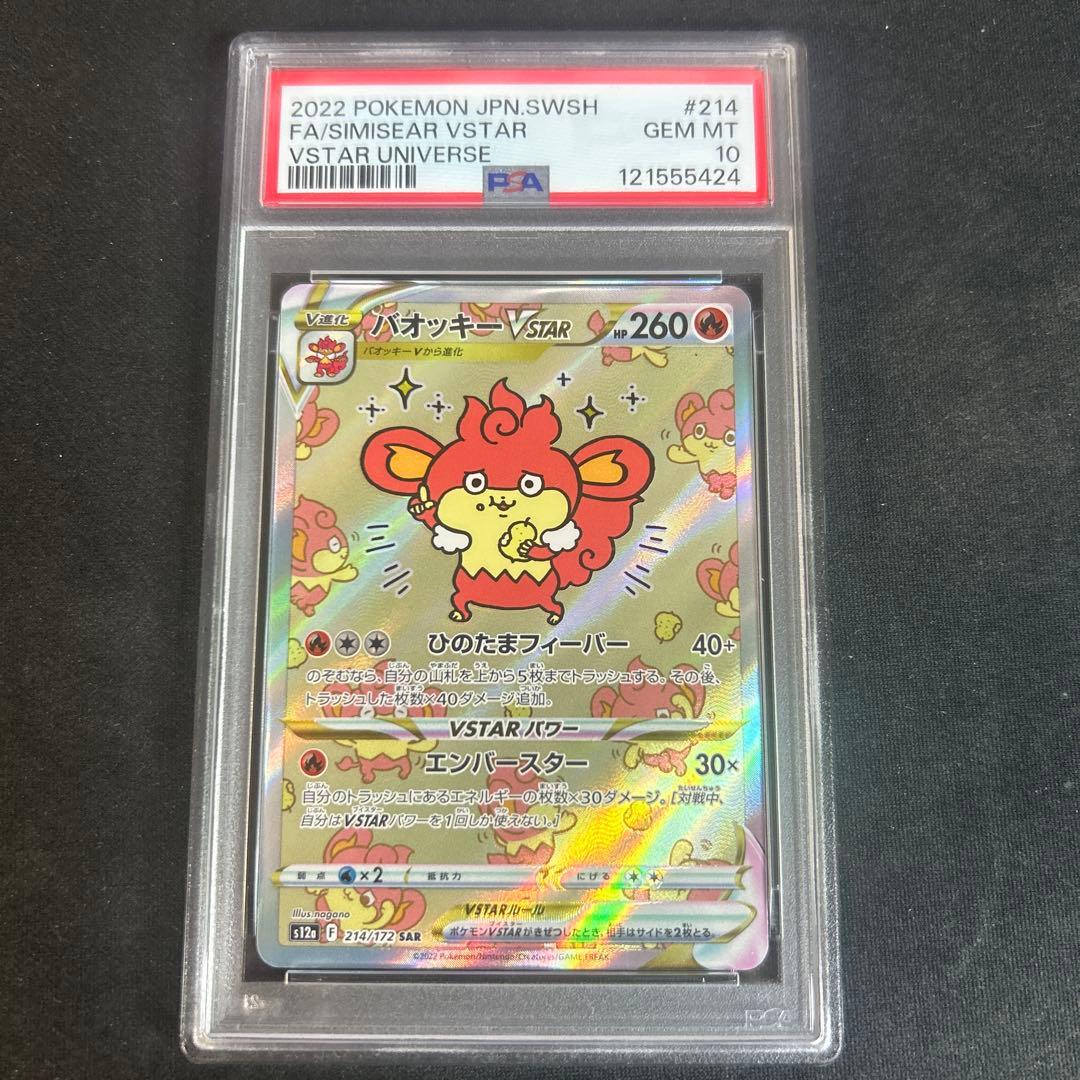 2022 POKEMON JPN.SWSH #214
FA/SIMISEAR VSTAR GEM MT
VSTAR UNIVERSE 10
PSA 121555424
V進化 バオッキーVSTAR HP 260
バオッキーVから進化
ひのたまフィーバー 40+
のぞむなら、自分の山札を上から5枚までトラッシュする。その後、
トラッシュした枚数×40ダメージ追加。
VSTARパワー
エンバースター 30×
自分のトラッシュにあるエネルギーの枚数×30ダメージ。[対戦中、
自分はVSTARパワーを1回しか使えない。]
弱点 ×2 抵抗力 にげる
Illus.nagano
VSTARルール
s12a F 214/172 SAR
ポケモンVSTARがきぜつしたとき、相手はサイドを2枚とる。
©2022 Pokémon/Nintendo/Creatures/GAME FREAK.